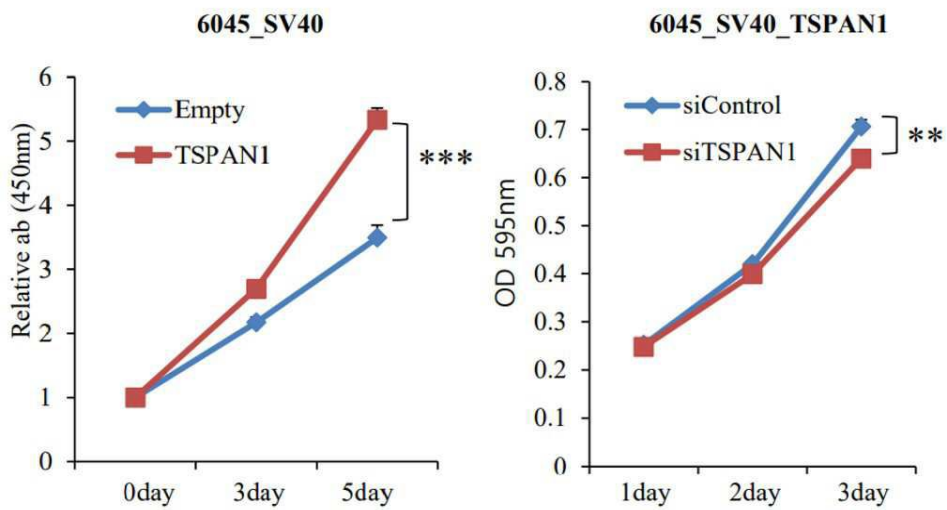 6045_SV40
Relative ab (450nm)
6
5
4
3
2
1
0
Empty
TSPAN1
***
0day 3day 5day
6045_SV40_TSPAN1
OD 595nm
0.8
0.7
0.6
0.5
0.4
0.3
0.2
0.1
0
siControl
siTSPAN1
**
1day 2day 3day